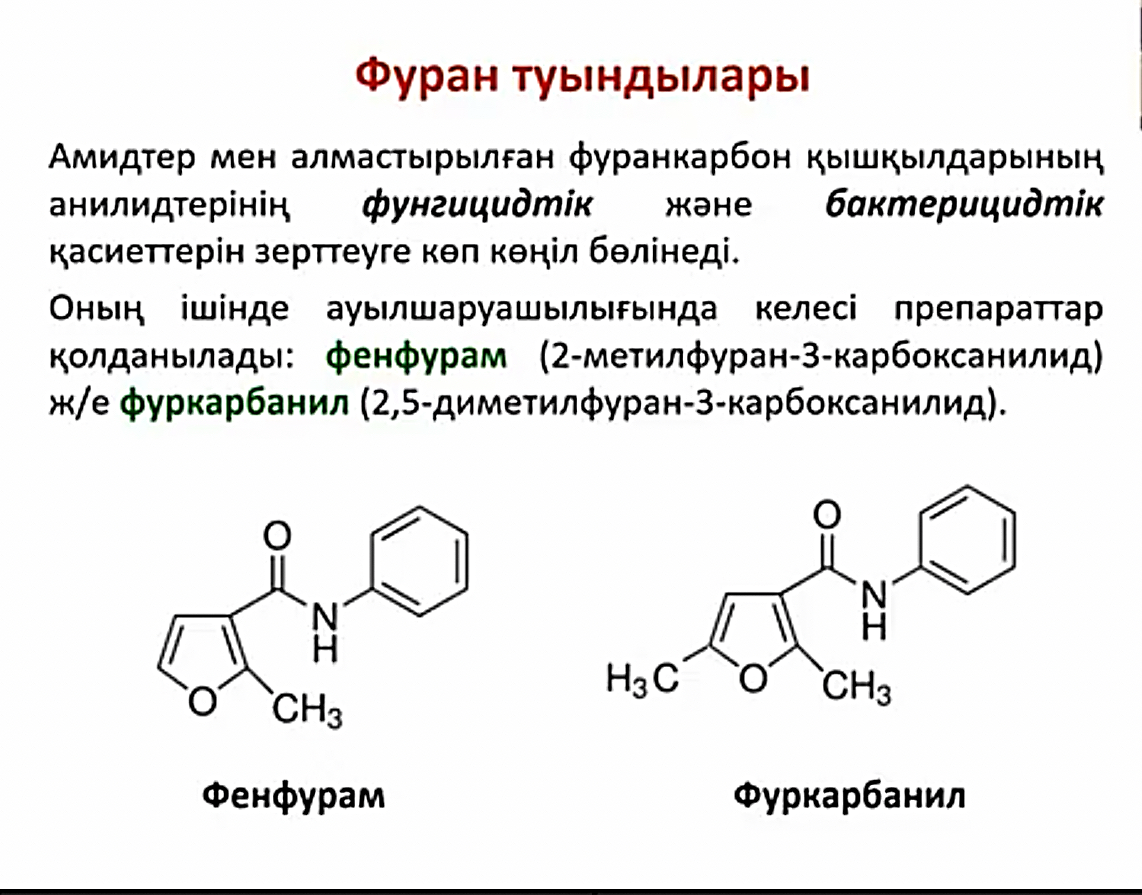 Фуран туындылары
Амидтер мен алмастырылған фуранкарбон қышқылдарының
анилидтерінің фунгицидтік және бактерицидтік
қасиеттерін зерттеуге көп көңіл бөлінеді.
Оның ішінде ауылшаруашылығында келесі препараттар
қолданылады: фенфурам (2-метилфуран-3-карбоксанилид)
ж/е фуркарбанил (2,5-диметилфуран-3-карбоксанилид).
O
N
H
O
CH₃
O
N
H
H₃C
O
CH₃
Фенфурам
Фуркарбанил